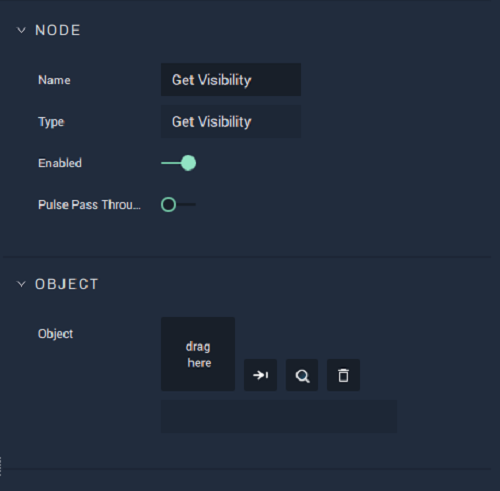 NODE
Name Get Visibility
Type Get Visibility
Enabled
Pulse Pass Throu...
OBJECT
Object
drag
here